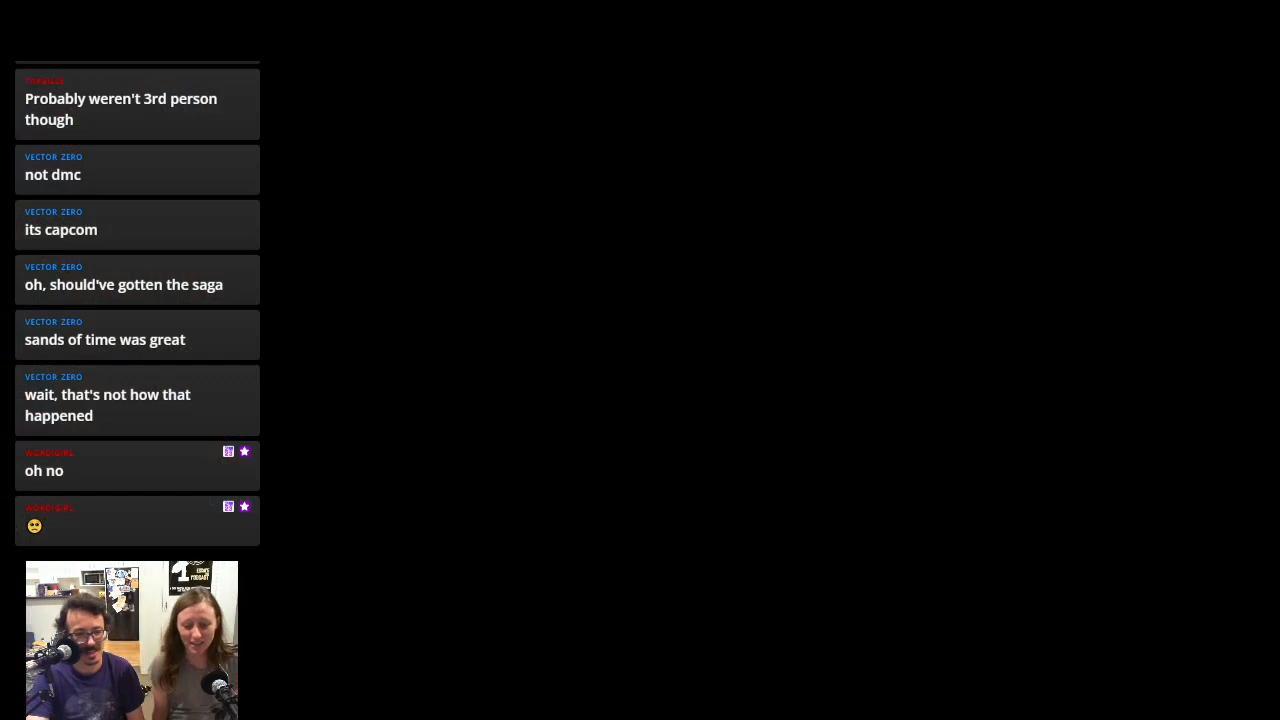 Probably weren't 3rd person
though
VECTOR ZERO
not dmc
VECTOR ZERO
its capcom
VECTOR ZERO
oh, should've gotten the saga
VECTOR ZERO
sands of time was great
VECTOR ZERO
wait, that's not how that
happened
WORDIGIRL
oh no
WORDIGIRL